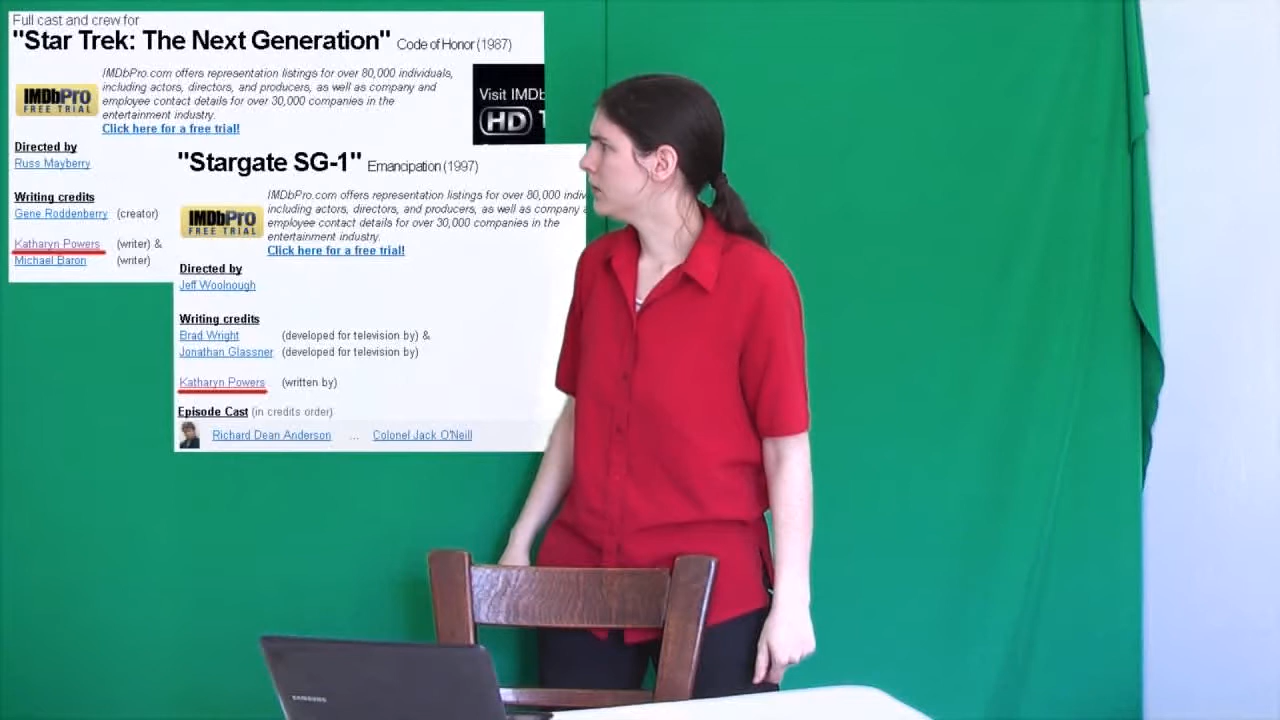 Full cast and crew for
"Star Trek: The Next Generation" Code of Honor (1987)
IMDbPro.com offers representation listings for over 80,000 individuals,
including actors, directors, and producers, as well as company and
employee contact details for over 30,000 companies in the
entertainment industry.
Click here for a free trial!
IMDbPro
FREE TRIAL
Visit IMDb
HD
Directed by
Russ Mayberry
Writing credits
Gene Roddenberry (creator)
Katharyn Powers (writer) &
Michael Baron (writer)
"Stargate SG-1" Emancipation (1997)
IMDbPro.com offers representation listings for over 80,000 indiv
including actors, directors, and producers, as well as company a
employee contact details for over 30,000 companies in the
entertainment industry.
Click here for a free trial!
IMDbPro
FREE TRIAL
Directed by
Jeff Woolnough
Writing credits
Brad Wright (developed for television by) &
Jonathan Glassner (developed for television by)
Katharyn Powers (written by)
Episode Cast (in credits order)
Richard Dean Anderson ... Colonel Jack O'Neill
SAMSUNG